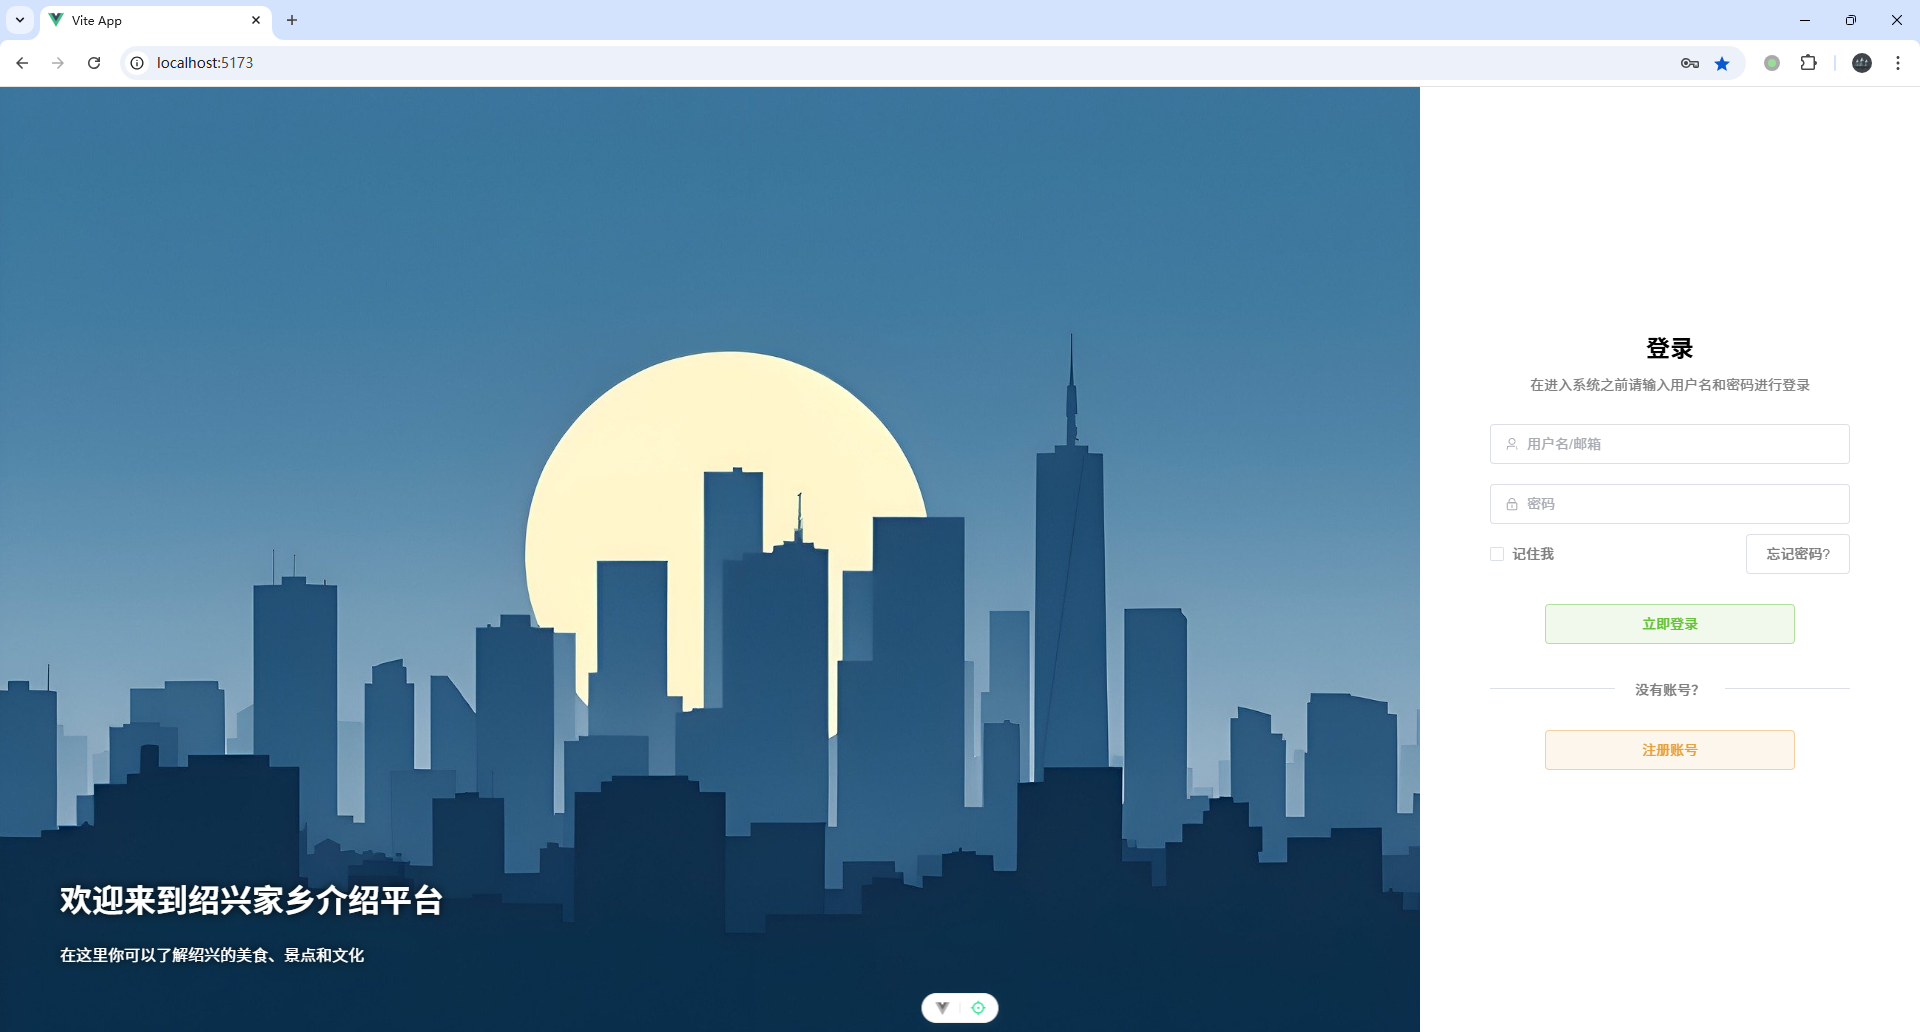 Vite App
localhost:5173
登录
在进入系统之前请输入用户名和密码进行登录
用户名/邮箱
密码
记住我
忘记密码?
立即登录
没有账号?
注册账号
欢迎来到绍兴家乡介绍平台
在这里你可以了解绍兴的美食、景点和文化